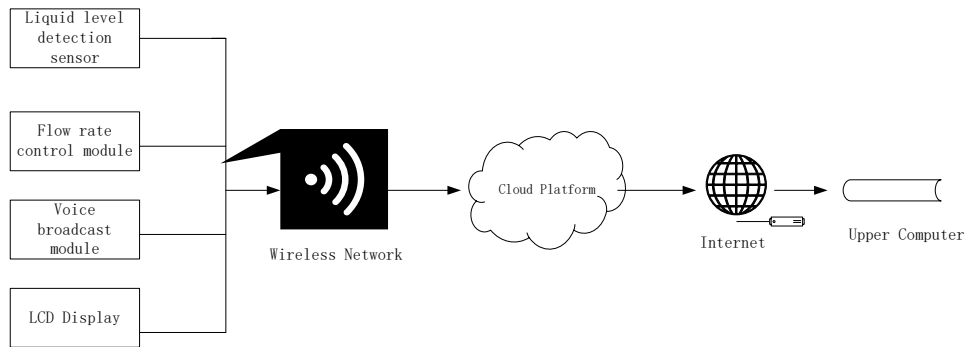 Liquid level
detection
sensor
Flow rate
control module
Voice
broadcast
module
LCD Display
Wireless Network
Cloud Platform
Internet
Upper Computer